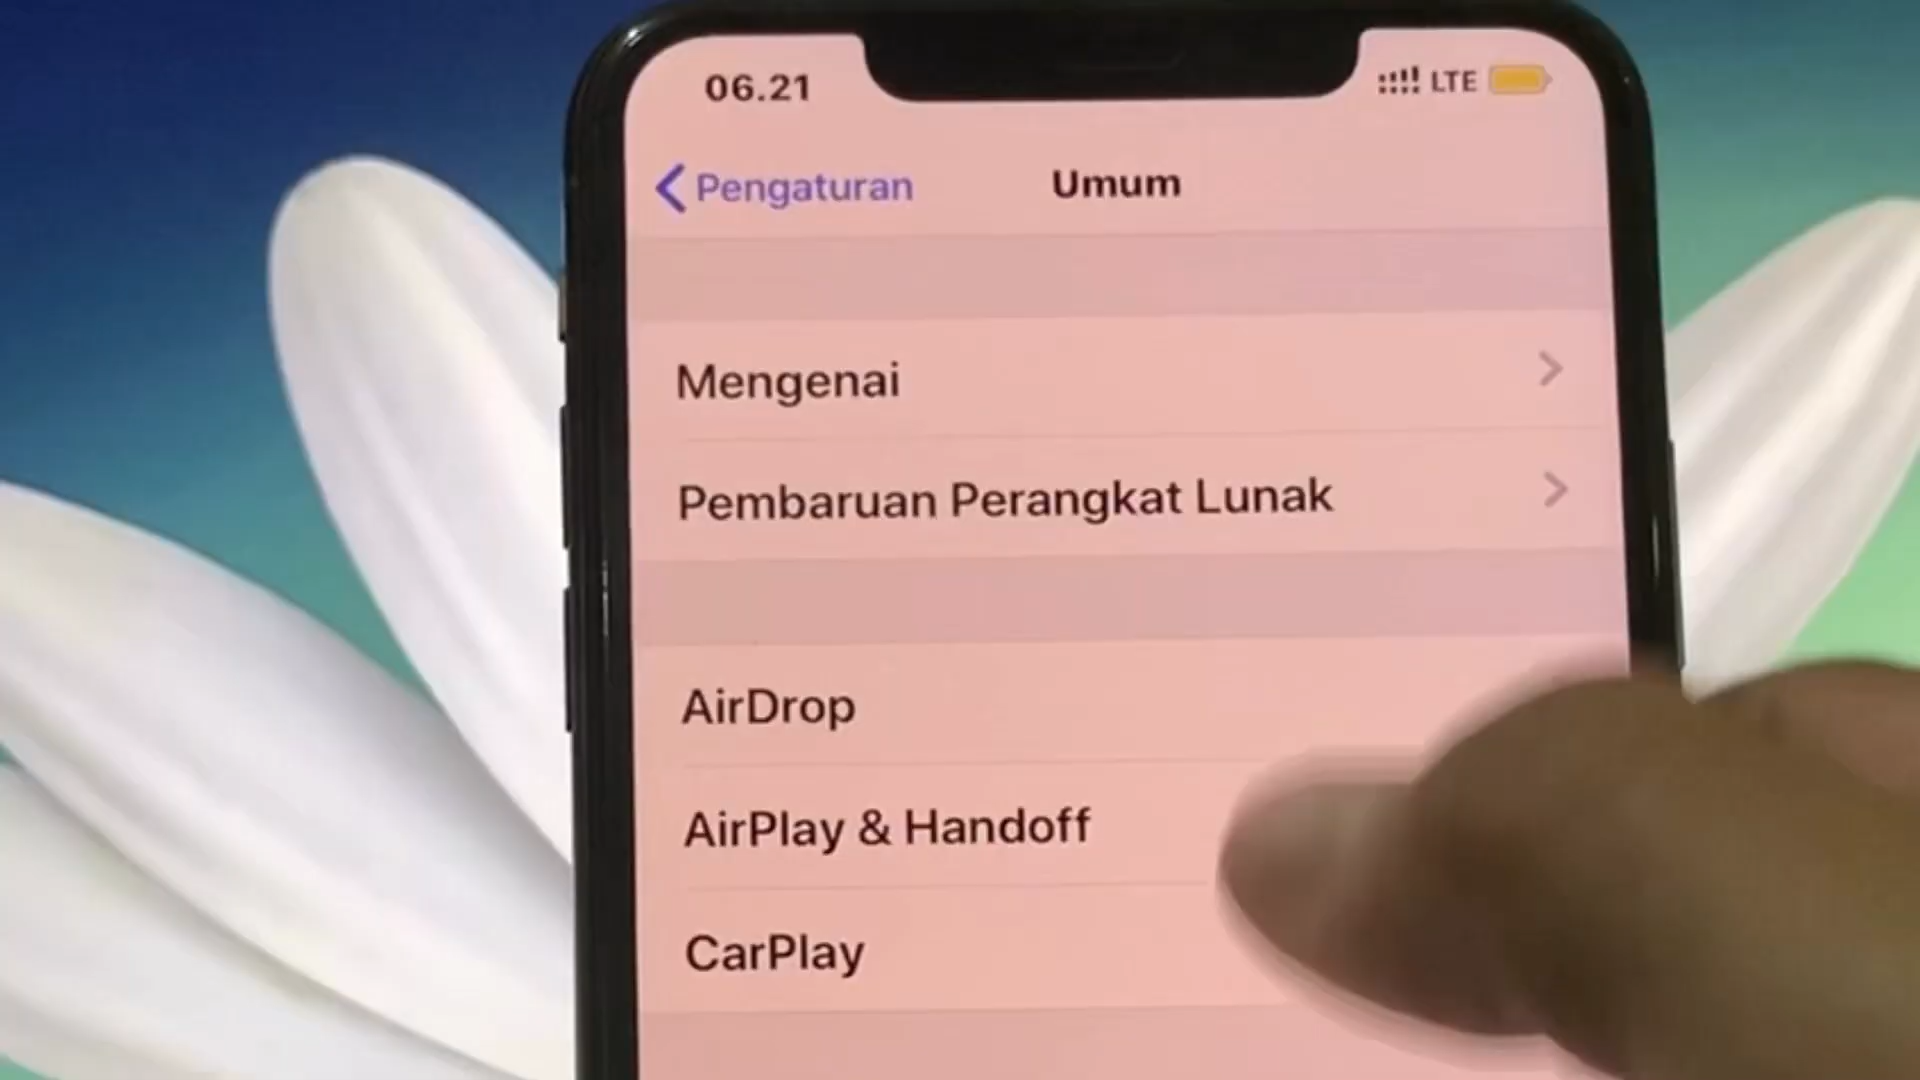 06.21
LTE
Pengaturan
Umum
Mengenai
Pembaruan Perangkat Lunak
AirDrop
AirPlay & Handoff
CarPlay